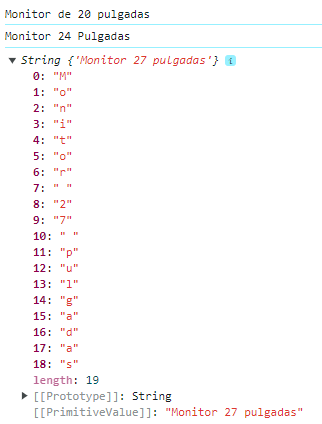 Monitor de 20 pulgadas
Monitor 24 Pulgadas
▼ String {'Monitor 27 pulgadas'} i
0: "M"
1: "o"
2: "n"
3: "i"
4: "t"
5: "o"
6: "r"
7: " "
8: "2"
9: "7"
10: " "
11: "p"
12: "u"
13: "l"
14: "g"
15: "a"
16: "d"
17: "a"
18: "s"
length: 19
▶ [[Prototype]]: String
[[PrimitiveValue]]: "Monitor 27 pulgadas"